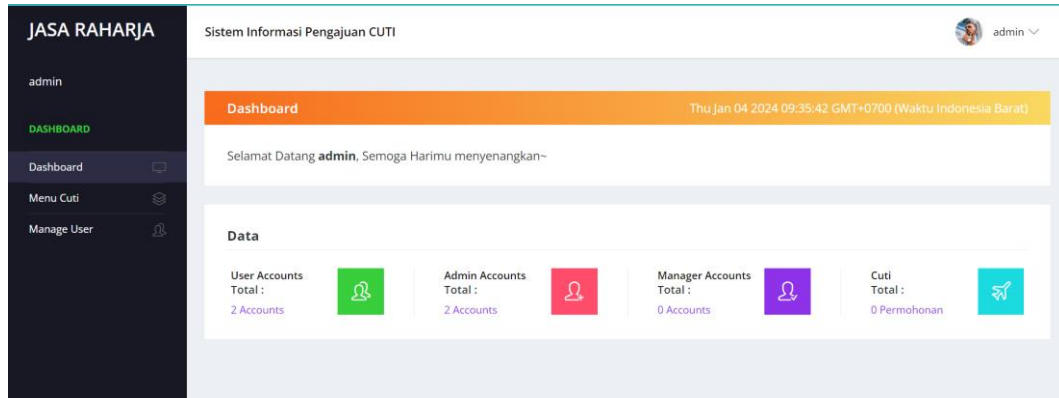 JASA RAHARJA
Sistem Informasi Pengajuan CUTI
admin
admin
DASHBOARD
Dashboard
Menu Cuti
Manage User
Dashboard
Thu Jan 04 2024 09:35:42 GMT+0700 (Waktu Indonesia Barat)
Selamat Datang admin, Semoga Harimu menyenangkan~
Data
User Accounts
Total :
2 Accounts
Admin Accounts
Total :
2 Accounts
Manager Accounts
Total :
0 Accounts
Cuti
Total :
0 Permohonan